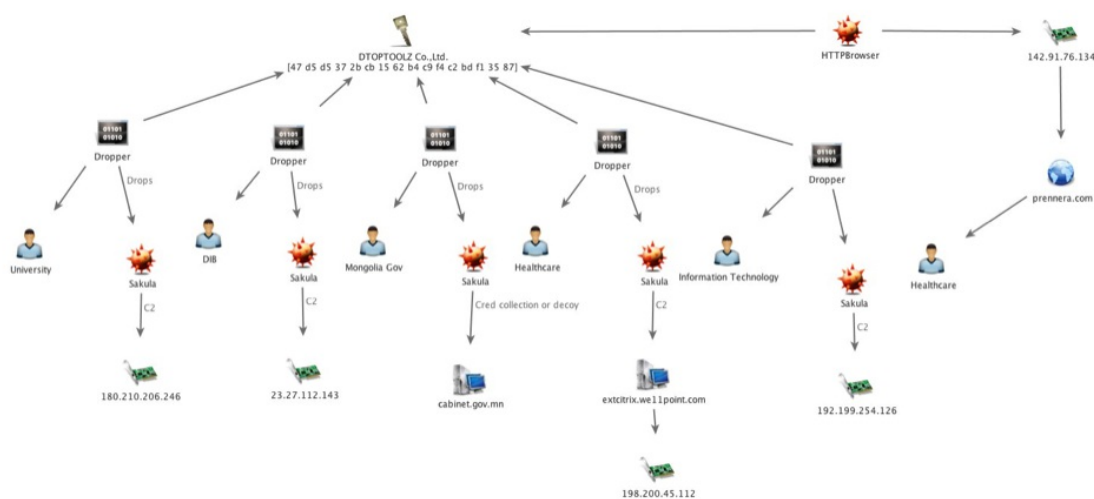 DTOPTOOLZ Co.,Ltd.
[47 d5 d5 37 2b cb 15 62 b4 c9 f4 c2 bd f1 35 87]
HTTPBrowser
142.91.76.134
01101
01010
Dropper
01101
01010
Dropper
01101
01010
Dropper
01101
01010
Dropper
01101
01010
Dropper
Drops
Drops
Drops
Drops
prennera.com
University
Sakula
DIB
Sakula
Mongolia Gov
Sakula
Healthcare
Sakula
Information Technology
Sakula
Healthcare
C2
C2
Cred collection or decoy
C2
C2
180.210.206.246
23.27.112.143
cabinet.gov.mn
extcitrix.we11point.com
192.199.254.126
198.200.45.112